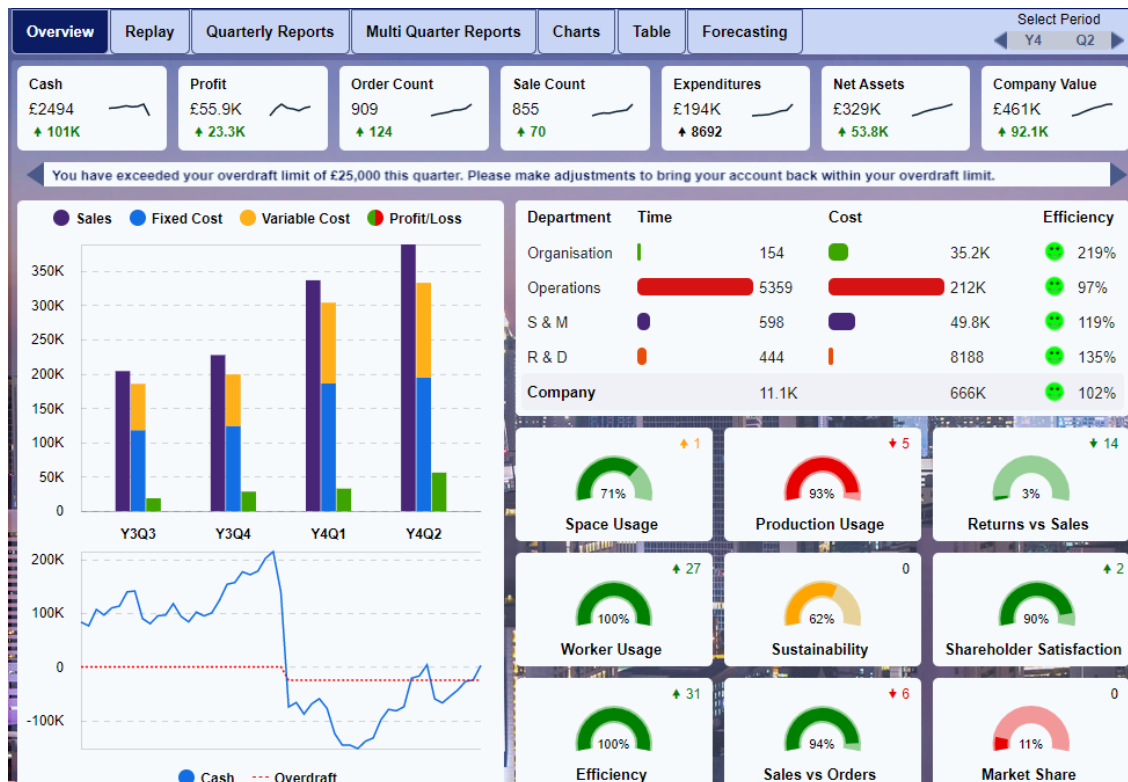 Overview Replay Quarterly Reports Multi Quarter Reports Charts Table Forecasting
Select Period
Y4 Q2
Cash
£2494
101K
Profit
£55.9K
23.3K
Order Count
909
124
Sale Count
855
70
Expenditures
£194K
8692
Net Assets
£329K
53.8K
Company Value
£461K
92.1K
You have exceeded your overdraft limit of £25,000 this quarter. Please make adjustments to bring your account back within your overdraft limit.
Sales Fixed Cost Variable Cost Profit/Loss
350K
300K
250K
200K
150K
100K
50K
0
Y3Q3 Y3Q4 Y4Q1 Y4Q2
200K
100K
0
-100K
Cash Overdraft
Department Time Cost Efficiency
Organisation 154 35.2K 219%
Operations 5359 212K 97%
S & M 598 49.8K 119%
R & D 444 8188 135%
Company 11.1K 666K 102%
1
71%
Space Usage
5
93%
Production Usage
14
3%
Returns vs Sales
27
100%
Worker Usage
0
62%
Sustainability
2
90%
Shareholder Satisfaction
31
100%
Efficiency
6
94%
Sales vs Orders
0
11%
Market Share